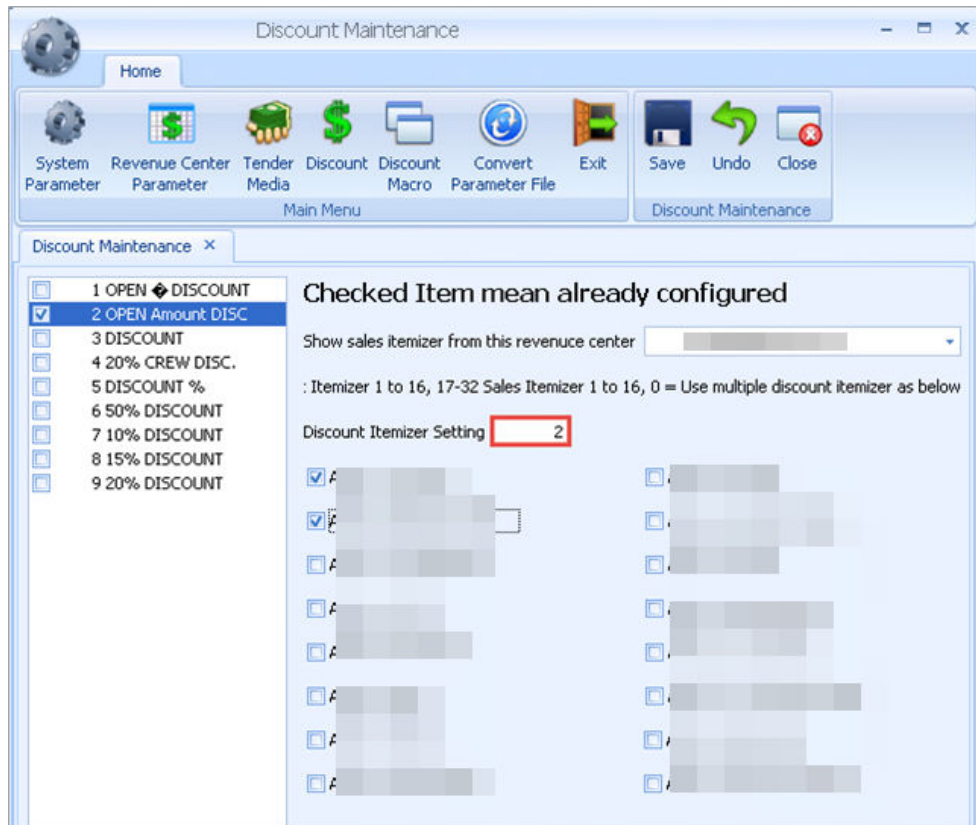 Discount Maintenance
Home
System Parameter
Revenue Center Parameter
Tender Media
Discount
Discount Macro
Convert Parameter File
Exit
Save
Undo
Close
Main Menu
Discount Maintenance
Discount Maintenance X
1 OPEN � DISCOUNT
2 OPEN Amount DISC
3 DISCOUNT
4 20% CREW DISC.
5 DISCOUNT %
6 50% DISCOUNT
7 10% DISCOUNT
8 15% DISCOUNT
9 20% DISCOUNT
Checked Item mean already configured
Show sales itemizer from this revenuce center
: Itemizer 1 to 16, 17-32 Sales Itemizer 1 to 16, 0 = Use multiple discount itemizer as below
Discount Itemizer Setting 2